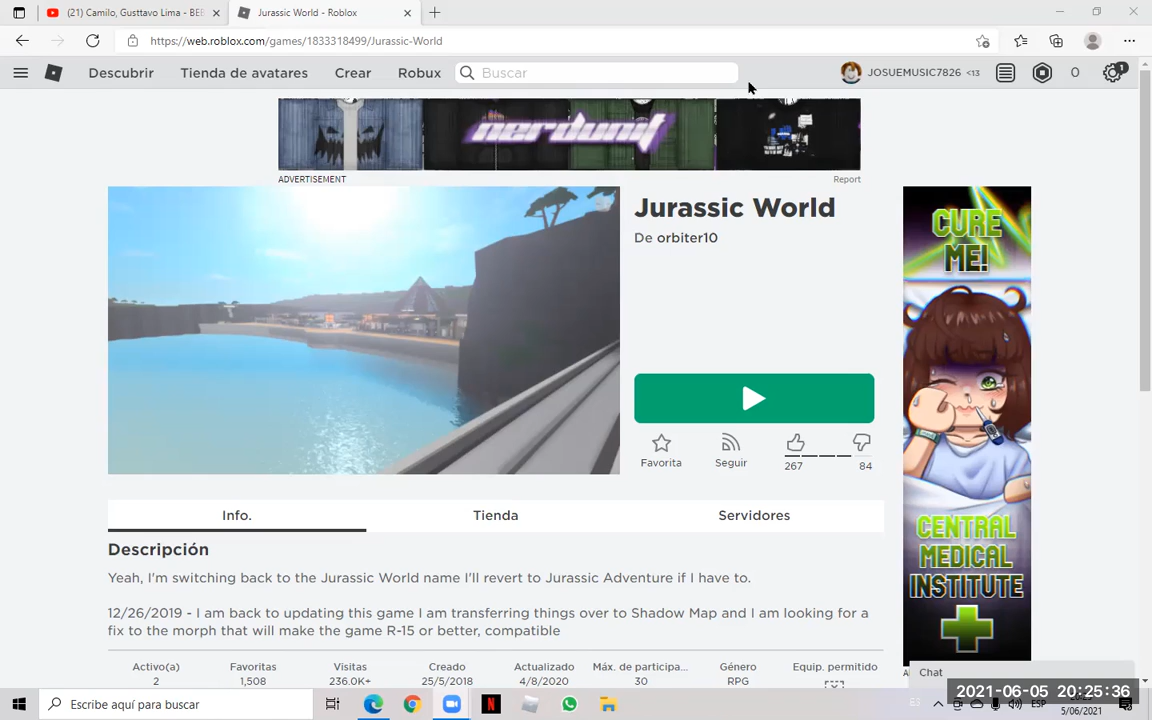 (21) Camilo, Gusttavo Lima - BEB
Jurassic World - Roblox
https://web.roblox.com/games/1833318499/Jurassic-World
Descubrir
Tienda de avatares
Crear
Robux
Buscar
JOSUEMUSIC7826 <13
0
1
nerdunit
ADVERTISEMENT
Report
Jurassic World
De orbiter10
CURE
ME!
CENTRAL
MEDICAL
INSTITUTE
Favorita
Seguir
267
84
Info.
Tienda
Servidores
Descripción
Yeah, I'm switching back to the Jurassic World name I'll revert to Jurassic Adventure if I have to.
12/26/2019 - I am back to updating this game I am transferring things over to Shadow Map and I am looking for a
fix to the morph that will make the game R-15 or better, compatible
Activo(a)
Favoritas
Visitas
Creado
Actualizado
Máx. de participa...
Género
Equip. permitido
2
1,508
236.0K+
25/5/2018
4/8/2020
30
RPG
Chat
Escribe aquí para buscar
ESP
2021-06-05 20:25:36
5/06/2021